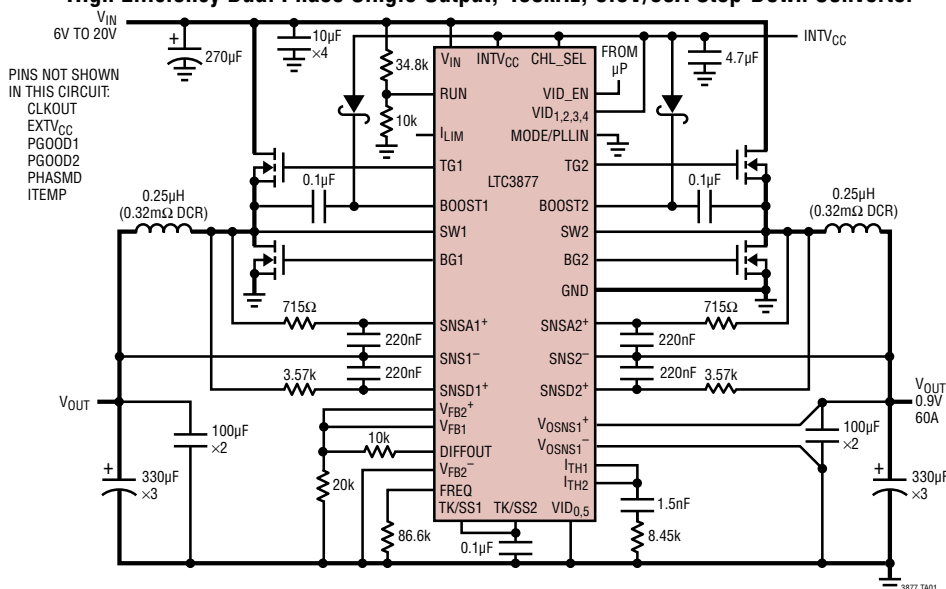 High Efficiency Dual Phase Single Output, 400kHz, 0.9V/60A Step-Down Converter
VIN
6V TO 20V
270µF
10µF
×4
34.8k
10k
PINS NOT SHOWN
IN THIS CIRCUIT:
CLKOUT
EXTVCC
PGOOD1
PGOOD2
PHASMD
ITEMP
VIN
INTVCC
CHL_SEL
RUN
ILIM
TG1
BOOST1
SW1
BG1
SNSA1+
SNS1−
SNSD1+
VFB2+
VFB1
DIFFOUT
VFB2−
FREQ
TK/SS1
TK/SS2
VID0,5
LTC3877
VID_EN
VID1,2,3,4
MODE/PLLIN
TG2
BOOST2
SW2
BG2
GND
SNSA2+
SNS2−
SNSD2+
VOSNS1+
VOSNS1−
ITH1
ITH2
FROM
µP
4.7µF
INTVCC
0.1µF
0.1µF
0.25µH
(0.32mΩ DCR)
0.25µH
(0.32mΩ DCR)
715Ω
220nF
220nF
3.57k
715Ω
220nF
220nF
3.57k
VOUT
100µF
×2
330µF
×3
10k
20k
86.6k
0.1µF
1.5nF
8.45k
VOUT
0.9V
60A
100µF
×2
330µF
×3
3877 TA01